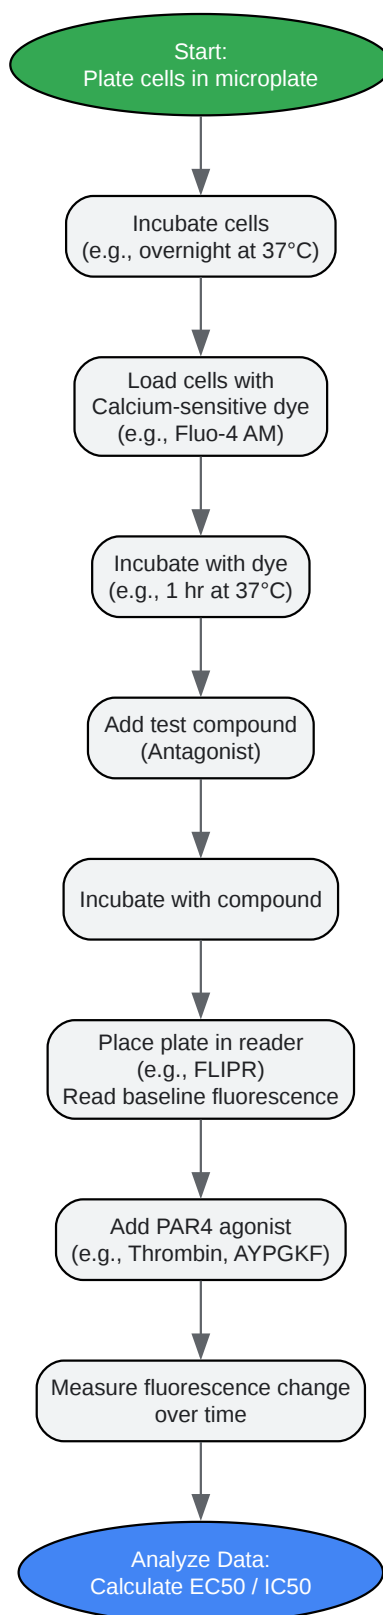 Start:
Plate cells in microplate
Incubate cells
(e.g., overnight at 37°C)
Load cells with
Calcium-sensitive dye
(e.g., Fluo-4 AM)
Incubate with dye
(e.g., 1 hr at 37°C)
Add test compound
(Antagonist)
Incubate with compound
Place plate in reader
(e.g., FLIPR)
Read baseline fluorescence
Add PAR4 agonist
(e.g., Thrombin, AYPGKF)
Measure fluorescence change
over time
Analyze Data:
Calculate EC50 / IC50